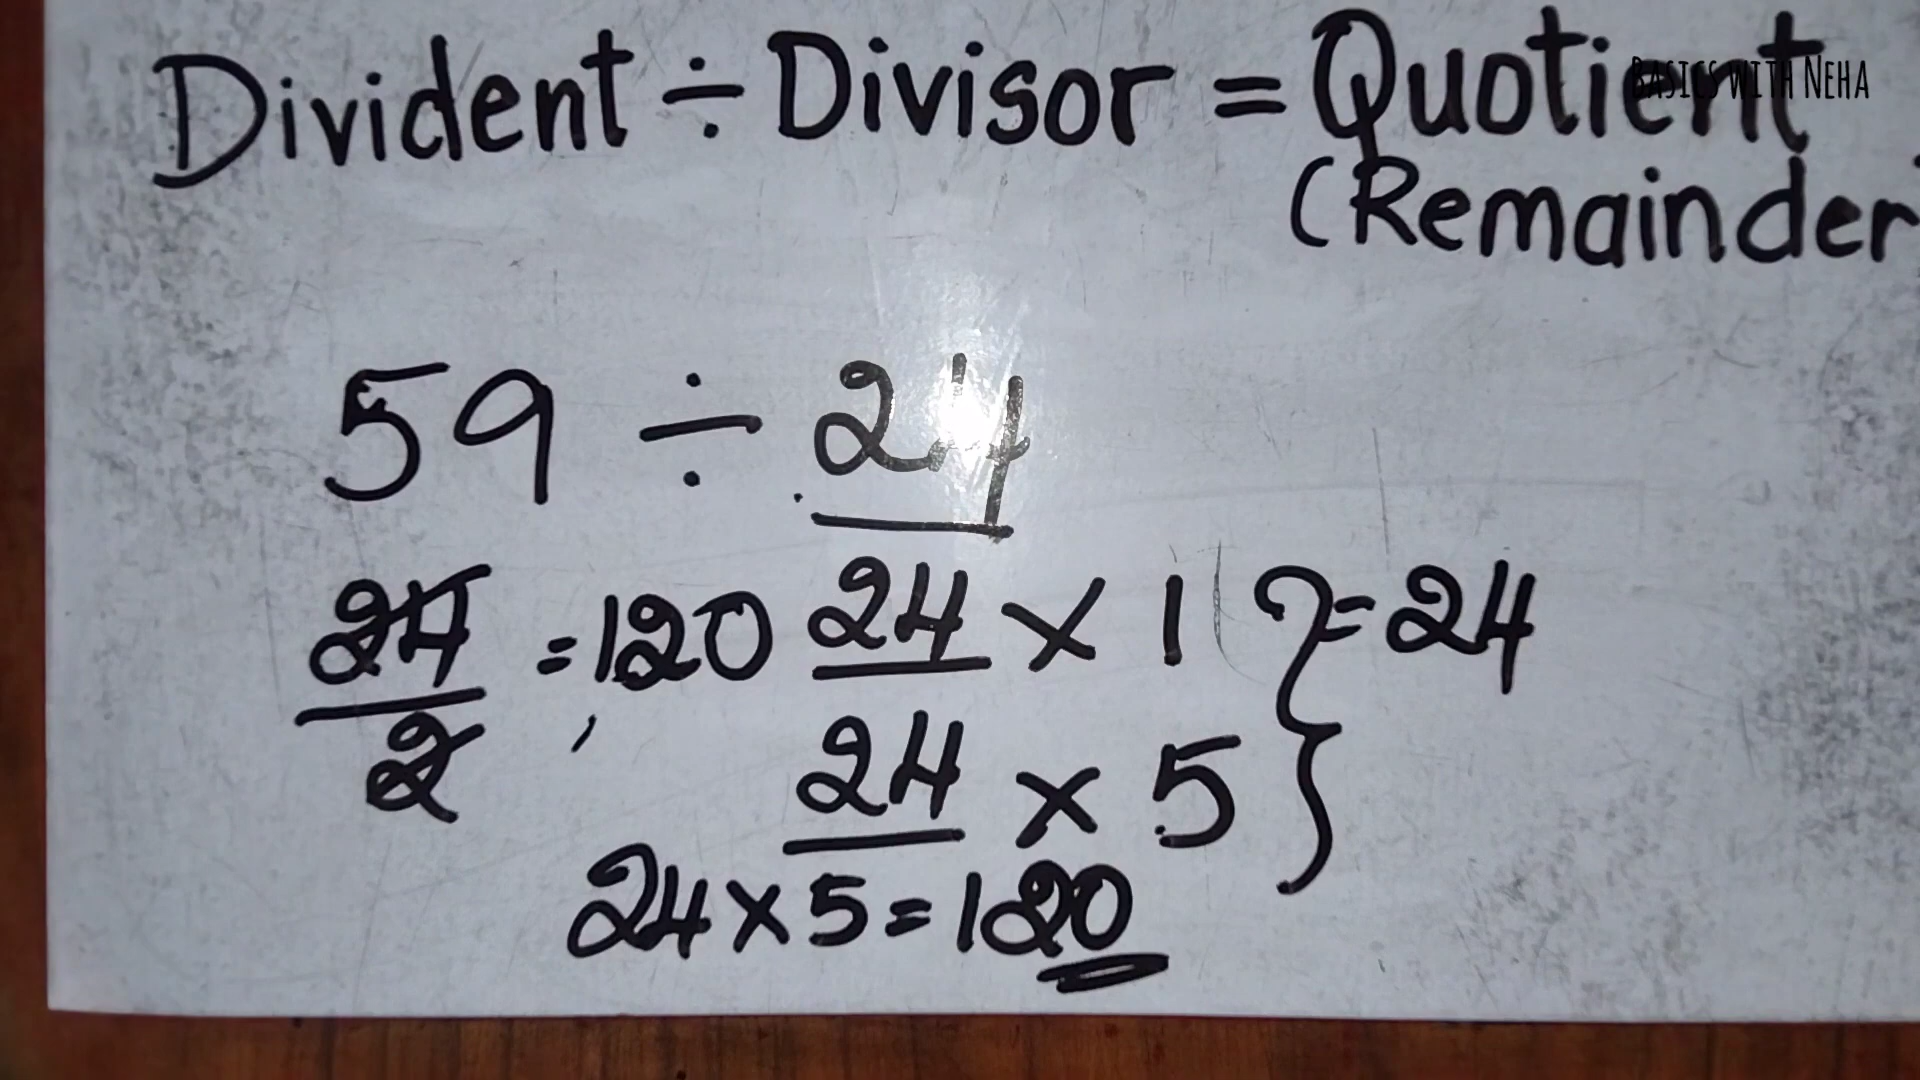 Divident ÷ Divisor = Quotient
Basics with Neha
(Remainder
59 ÷ 24
24/2 = 120
24 × 1 } = 24
24 × 5
24 × 5 = 120